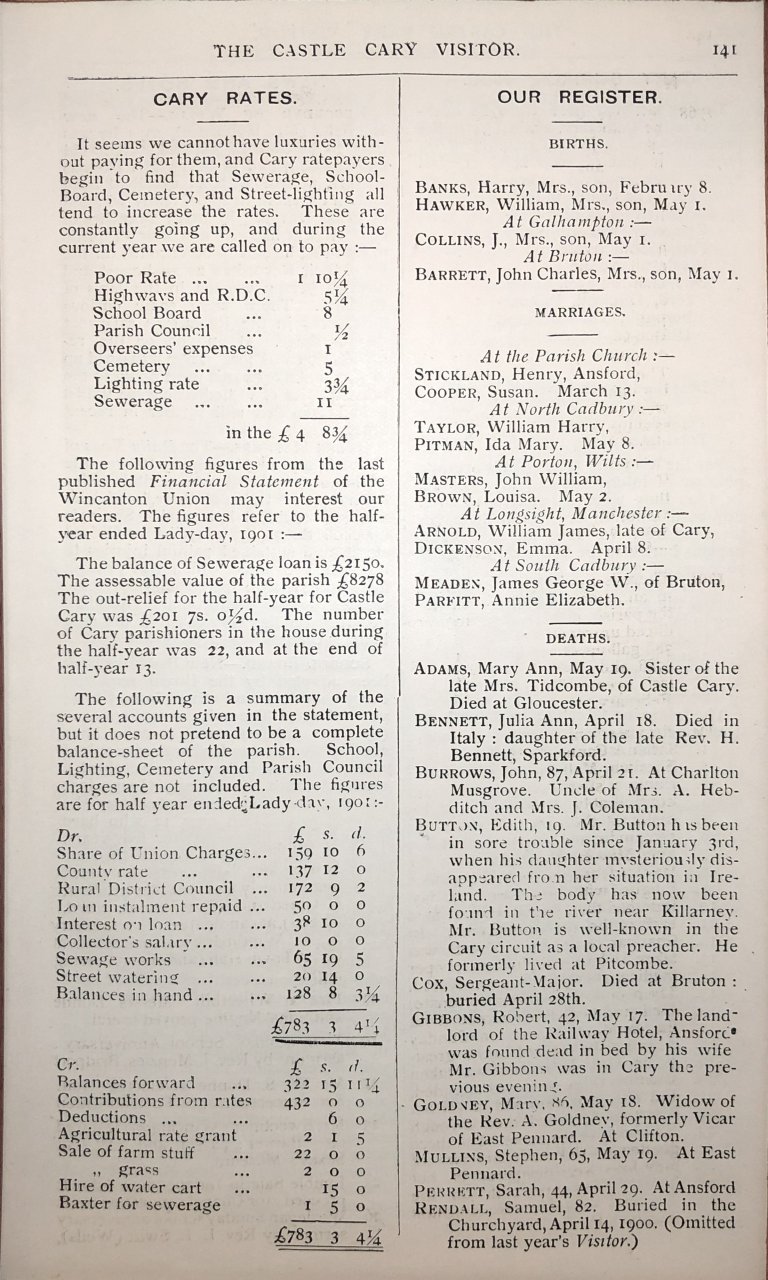 THE CASTLE CARY VISITOR. 141
CARY RATES.
It seems we cannot have luxuries with-
out paying for them, and Cary ratepayers
begin to find that Sewerage, School-
Board, Cemetery, and Street-lighting all
tend to increase the rates. These are
constantly going up, and during the
current year we are called on to pay :—
Poor Rate ... ... 1 10¼
Highways and R.D.C. 5¼
School Board ... 8
Parish Council ... ½
Overseers' expenses 1
Cemetery ... ... 5
Lighting rate ... 3¾
Sewerage ... ... 11
in the £ 4 8¾
The following figures from the last
published Financial Statement of the
Wincanton Union may interest our
readers. The figures refer to the half-
year ended Lady-day, 1901 :—
The balance of Sewerage loan is £2150.
The assessable value of the parish £8278
The out-relief for the half-year for Castle
Cary was £201 7s. 0½d. The number
of Cary parishioners in the house during
the half-year was 22, and at the end of
half-year 13.
The following is a summary of the
several accounts given in the statement,
but it does not pretend to be a complete
balance-sheet of the parish. School,
Lighting, Cemetery and Parish Council
charges are not included. The figures
are for half year ended Lady-day, 1901:-
Dr. £ s. d.
Share of Union Charges... 159 10 6
County rate ... ... 137 12 0
Rural District Council ... 172 9 2
Loan instalment repaid ... 50 0 0
Interest on loan ... ... 38 10 0
Collector's salary ... ... 10 0 0
Sewage works ... ... 65 19 5
Street watering ... ... 20 14 0
Balances in hand ... ... 128 8 3¼
£783 3 4¼
Cr. £ s. d.
Balances forward ... 322 15 11¼
Contributions from rates 432 0 0
Deductions ... ... 6 0
Agricultural rate grant 2 1 5
Sale of farm stuff ... 22 0 0
,, grass ... 2 0 0
Hire of water cart ... 15 0
Baxter for sewerage 1 5 0
£783 3 4¼
OUR REGISTER.
BIRTHS.
BANKS, Harry, Mrs., son, February 8.
HAWKER, William, Mrs., son, May 1.
At Galhampton :—
COLLINS, J., Mrs., son, May 1.
At Bruton :—
BARRETT, John Charles, Mrs., son, May 1.
MARRIAGES.
At the Parish Church :—
STICKLAND, Henry, Ansford,
COOPER, Susan. March 13.
At North Cadbury :—
TAYLOR, William Harry,
PITMAN, Ida Mary. May 8.
At Porton, Wilts :—
MASTERS, John William,
BROWN, Louisa. May 2.
At Longsight, Manchester :—
ARNOLD, William James, late of Cary,
DICKENSON, Emma. April 8.
At South Cadbury :—
MEADEN, James George W., of Bruton,
PARFITT, Annie Elizabeth.
DEATHS.
ADAMS, Mary Ann, May 19. Sister of the
late Mrs. Tidcombe, of Castle Cary.
Died at Gloucester.
BENNETT, Julia Ann, April 18. Died in
Italy : daughter of the late Rev. H.
Bennett, Sparkford.
BURROWS, John, 87, April 21. At Charlton
Musgrove. Uncle of Mrs. A. Heb-
ditch and Mrs. J. Coleman.
BUTTON, Edith, 19. Mr. Button has been
in sore trouble since January 3rd,
when his daughter mysteriously dis-
appeared from her situation in Ire-
land. The body has now been
found in the river near Killarney.
Mr. Button is well-known in the
Cary circuit as a local preacher. He
formerly lived at Pitcombe.
COX, Sergeant-Major. Died at Bruton :
buried April 28th.
GIBBONS, Robert, 42, May 17. The land-
lord of the Railway Hotel, Ansford
was found dead in bed by his wife
Mr. Gibbons was in Cary the pre-
vious evening.
GOLDNEY, Mary, 86, May 18. Widow of
the Rev. A. Goldney, formerly Vicar
of East Pennard. At Clifton.
MULLINS, Stephen, 65, May 19. At East
Pennard.
PERRETT, Sarah, 44, April 29. At Ansford
RENDALL, Samuel, 82. Buried in the
Churchyard, April 14, 1900. (Omitted
from last year's Visitor.)